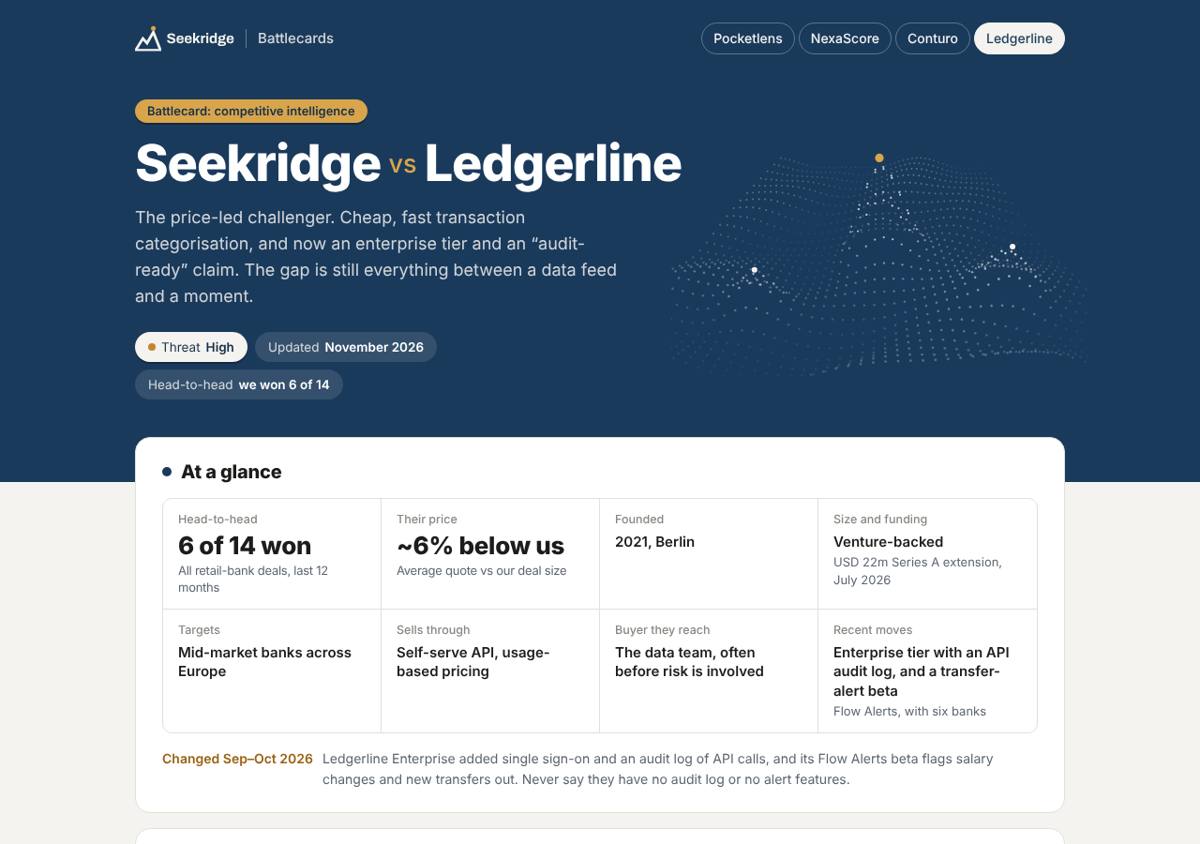 Seekridge
Battlecards
Pocketlens
NexaScore
Conturo
Ledgerline
Battlecard: competitive intelligence
Seekridge vs Ledgerline
The price-led challenger. Cheap, fast transaction
categorisation, and now an enterprise tier and an “audit-
ready” claim. The gap is still everything between a data feed
and a moment.
Threat High
Updated November 2026
Head-to-head we won 6 of 14
At a glance
Head-to-head
6 of 14 won
All retail-bank deals, last 12
months
Their price
~6% below us
Average quote vs our deal size
Founded
2021, Berlin
Size and funding
Venture-backed
USD 22m Series A extension,
July 2026
Targets
Mid-market banks across
Europe
Sells through
Self-serve API, usage-
based pricing
Buyer they reach
The data team, often
before risk is involved
Recent moves
Enterprise tier with an API
audit log, and a transfer-
alert beta
Flow Alerts, with six banks
Changed Sep–Oct 2026 Ledgerline Enterprise added single sign-on and an audit log of API calls, and its Flow Alerts beta flags salary
changes and new transfers out. Never say they have no audit log or no alert features.